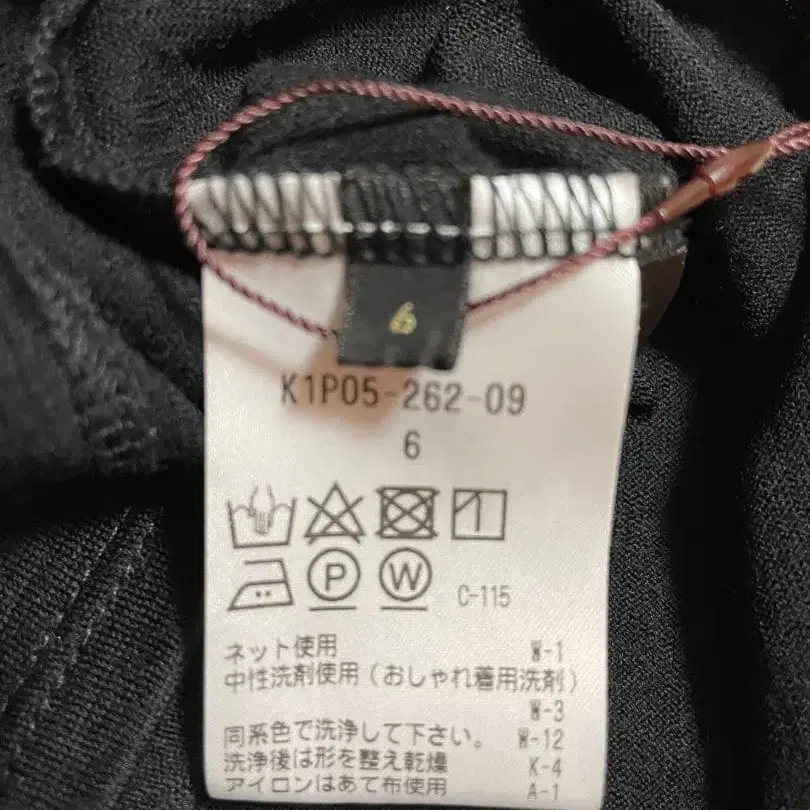 6
K1P05-262-09
6
P W C-115
ネット使用 W-1
中性洗剤使用(おしゃれ着用洗剤)
W-3
同系色で洗浄して下さい。 W-12
洗浄後は形を整え乾燥 K-4
アイロンはあて布使用 A-1